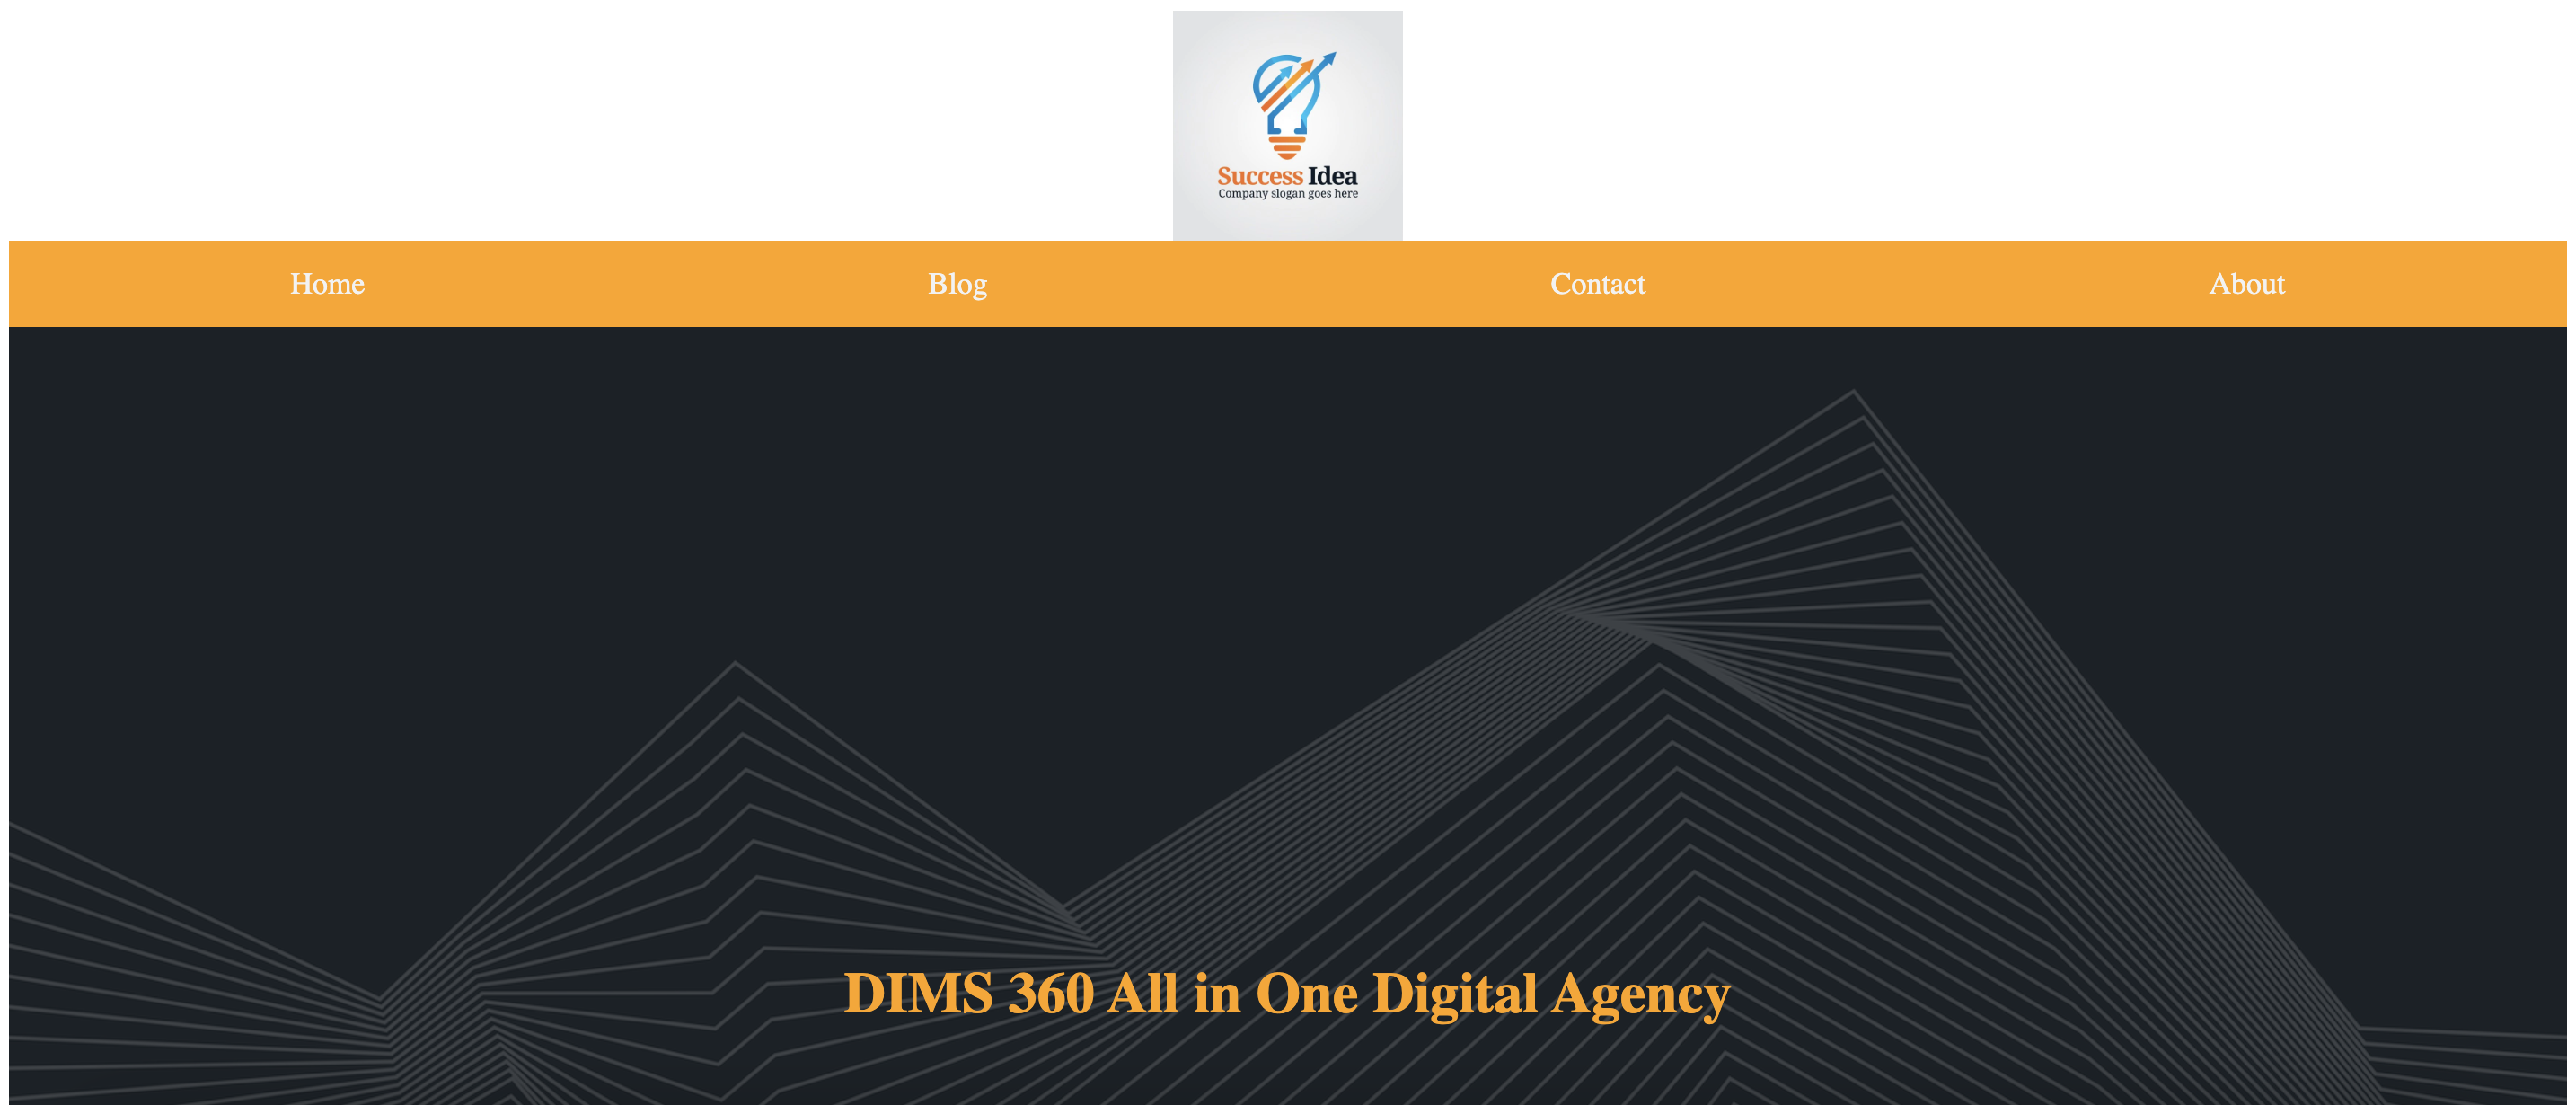 Success Idea
Company slogan goes here
Home Blog Contact About
DIMS 360 All in One Digital Agency